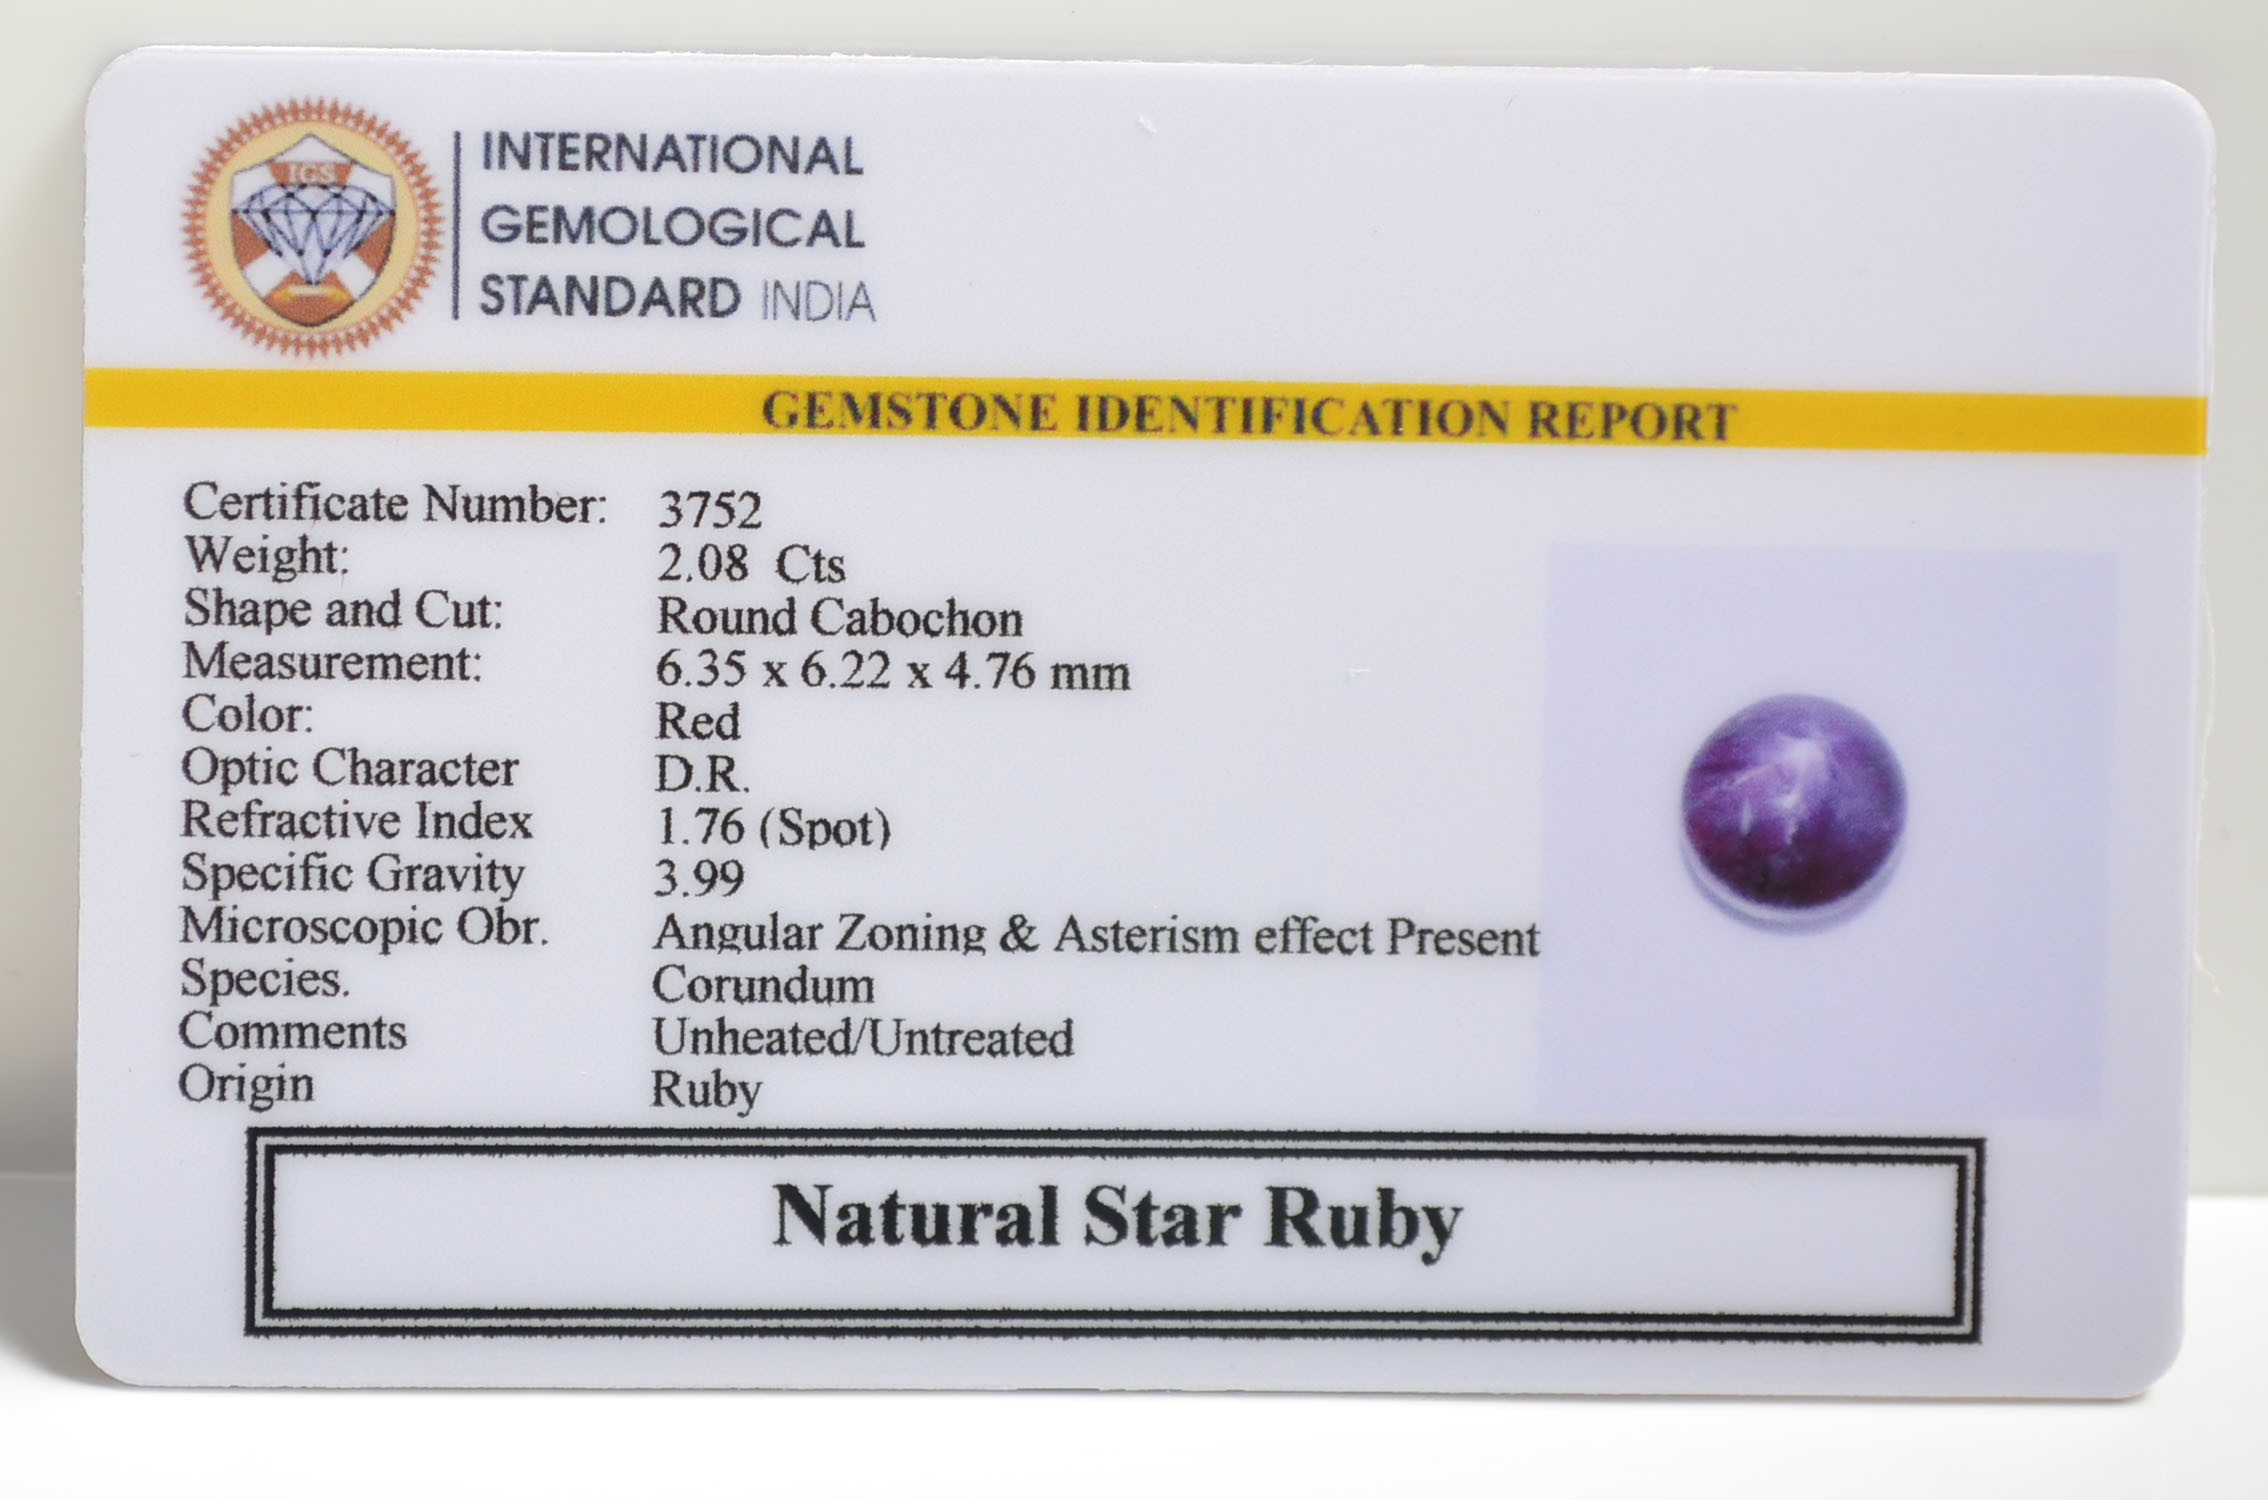 IGS
INTERNATIONAL
GEMOLOGICAL
STANDARD INDIA
GEMSTONE IDENTIFICATION REPORT
Certificate Number: 3752
Weight: 2.08 Cts
Shape and Cut: Round Cabochon
Measurement: 6.35 x 6.22 x 4.76 mm
Color: Red
Optic Character D.R.
Refractive Index 1.76 (Spot)
Specific Gravity 3.99
Microscopic Obr. Angular Zoning & Asterism effect Present
Species. Corundum
Comments Unheated/Untreated
Origin Ruby
Natural Star Ruby